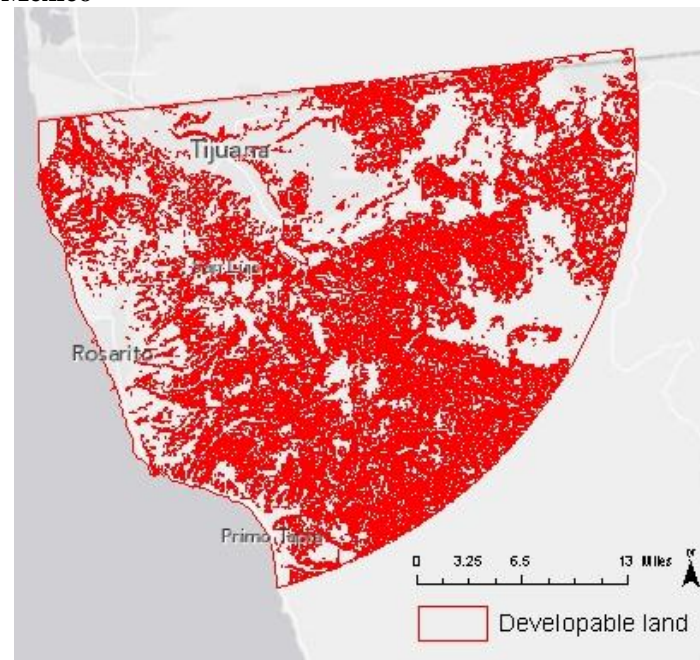 Mexico
Tijuana
Rosarito
Primo Tapia
0 3.25 6.5 13 Miles
Developable land